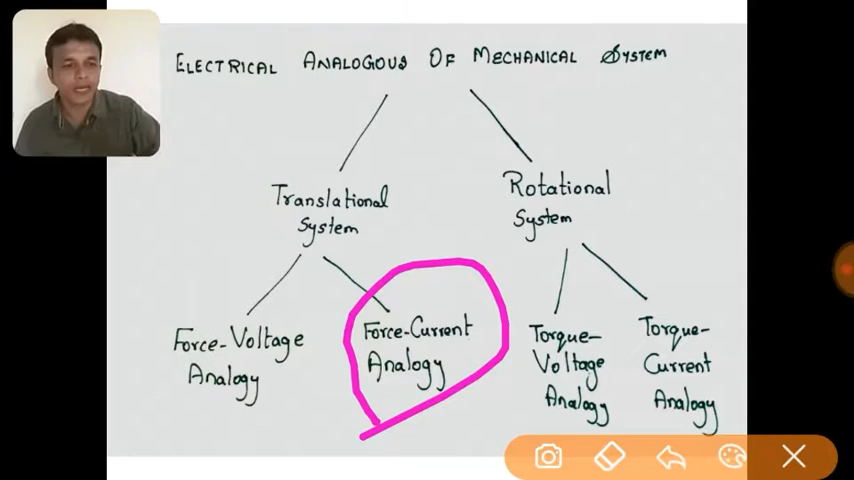 ELECTRICAL ANALOGOUS OF MECHANICAL SYSTEM
Translational
System
Rotational
System
Force-Voltage
Analogy
Force-Current
Analogy
Torque-
Voltage
Analogy
Torque-
Current
Analogy